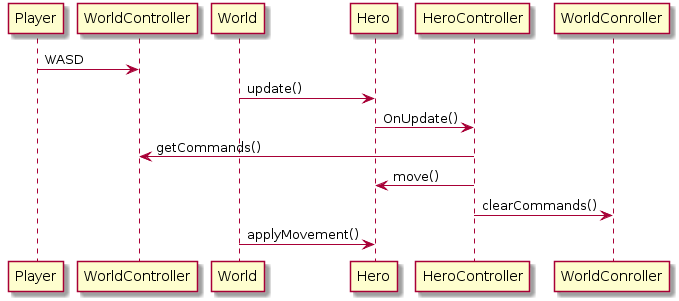 Player WorldController World Hero HeroController WorldConroller
WASD
update()
OnUpdate()
getCommands()
move()
clearCommands()
applyMovement()
Player WorldController World Hero HeroController WorldConroller